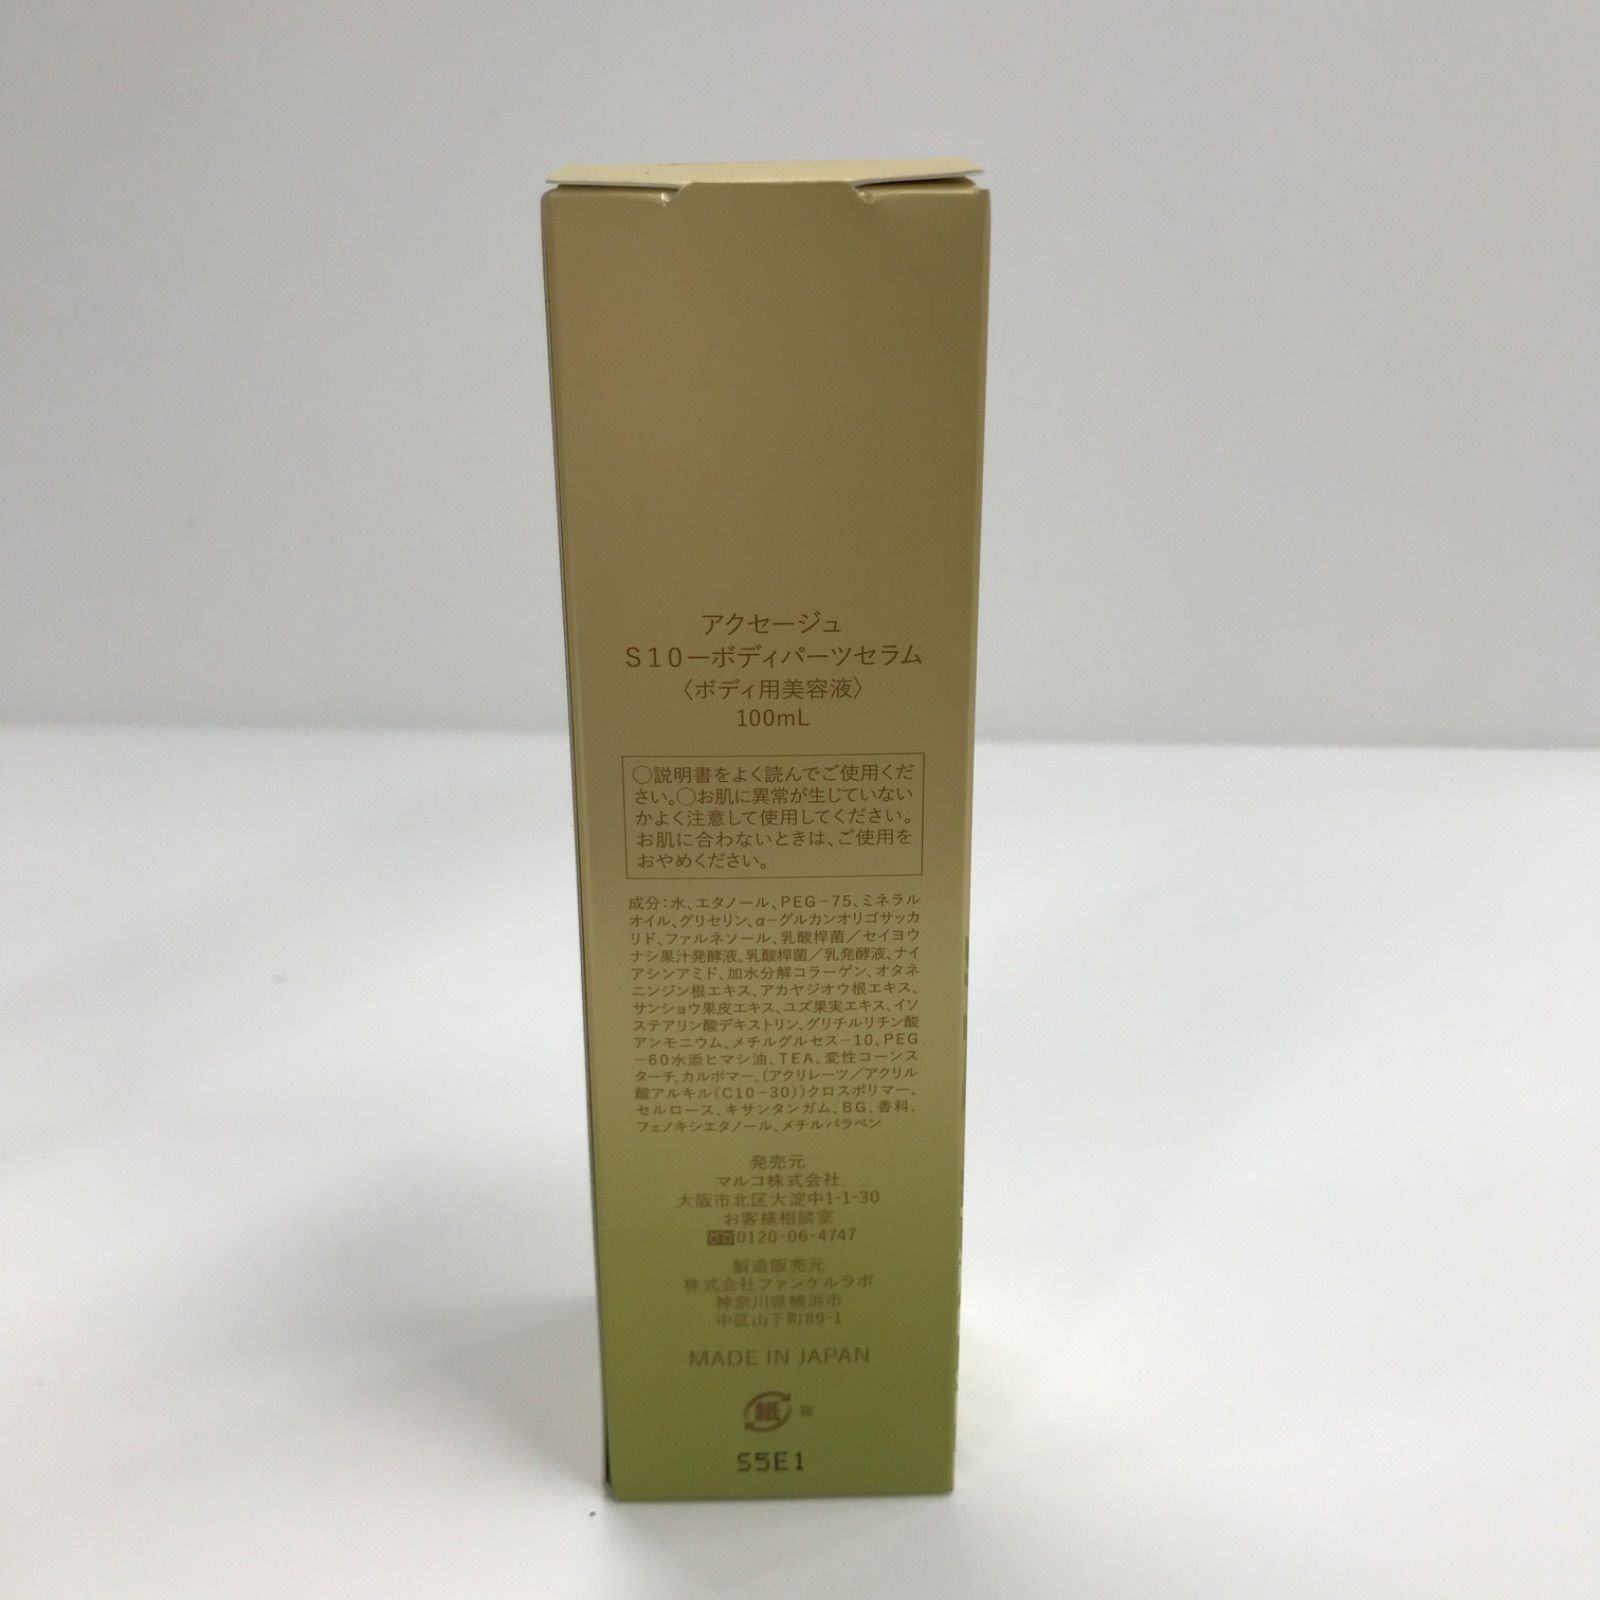 アクセージュ
S10ーボディパーツセラム
〈ボディ用美容液〉
100mL
○説明書をよく読んでご使用くだ
さい。○お肌に異常が生じていない
かよく注意して使用してください。
お肌に合わないときは、ご使用を
おやめください。
成分：水、エタノール、PEG－75、ミネラル
オイル、グリセリン、α－グルカンオリゴサッカ
リド、ファルネソール、乳酸桿菌／セイヨウ
ナシ果汁発酵液、乳酸桿菌／乳発酵液、ナイ
アシンアミド、加水分解コラーゲン、オタネ
ニンジン根エキス、アカヤジオウ根エキス、
サンショウ果皮エキス、ユズ果実エキス、イソ
ステアリン酸デキストリン、グリチルリチン酸
アンモニウム、メチルグルセス－10、PEG
－60水添ヒマシ油、TEA、変性コーンス
ターチ、カルボマー、(アクリレーツ／アクリル
酸アルキル(C10－30))クロスポリマー、
セルロース、キサンタンガム、BG、香料、
フェノキシエタノール、メチルパラベン
発売元
マルコ株式会社
大阪市北区大淀中1-1-30
お客様相談室
0120-06-4747
製造販売元
株式会社ファンケルラボ
神奈川県横浜市
中区山下町89-1
MADE IN JAPAN
紙 箱
S5E1